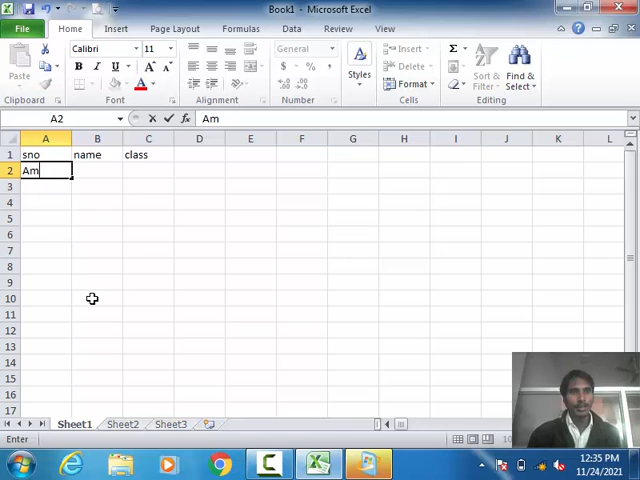 Book1 - Microsoft Excel
File Home Insert Page Layout Formulas Data Review View
Calibri 11 General Insert Σ
Paste B I U $ % , Styles Delete Sort & Filter Find & Select
A A A Format
Clipboard Font Alignment Number Cells Editing
A2 fx Am
A B C D E F G H I J K L
1 sno name class
2 Am
3
4
5
6
7
8
9
10
11
12
13
14
15
16
17
Sheet1 Sheet2 Sheet3
Enter
12:35 PM
11/24/2021